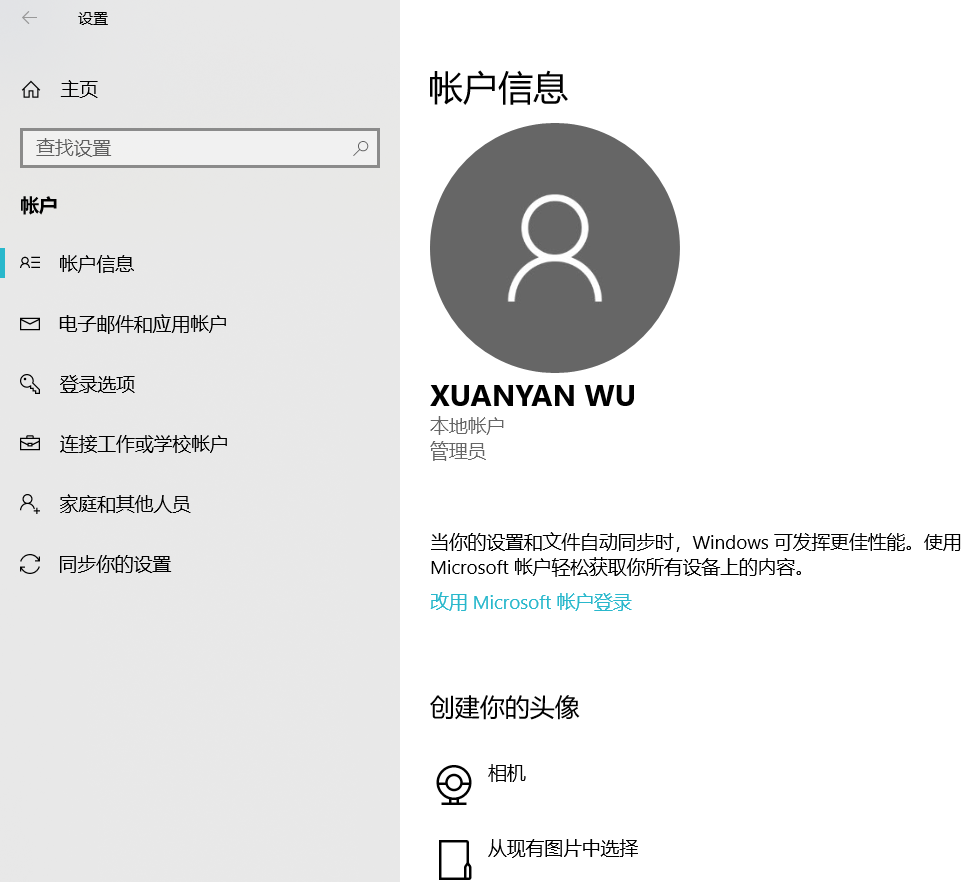 设置
主页
查找设置
帐户
帐户信息
电子邮件和应用帐户
登录选项
连接工作或学校帐户
家庭和其他人员
同步你的设置
帐户信息
XUANYAN WU
本地帐户
管理员
当你的设置和文件自动同步时，Windows 可发挥更佳性能。使用
Microsoft 帐户轻松获取你所有设备上的内容。
改用 Microsoft 帐户登录
创建你的头像
相机
从现有图片中选择